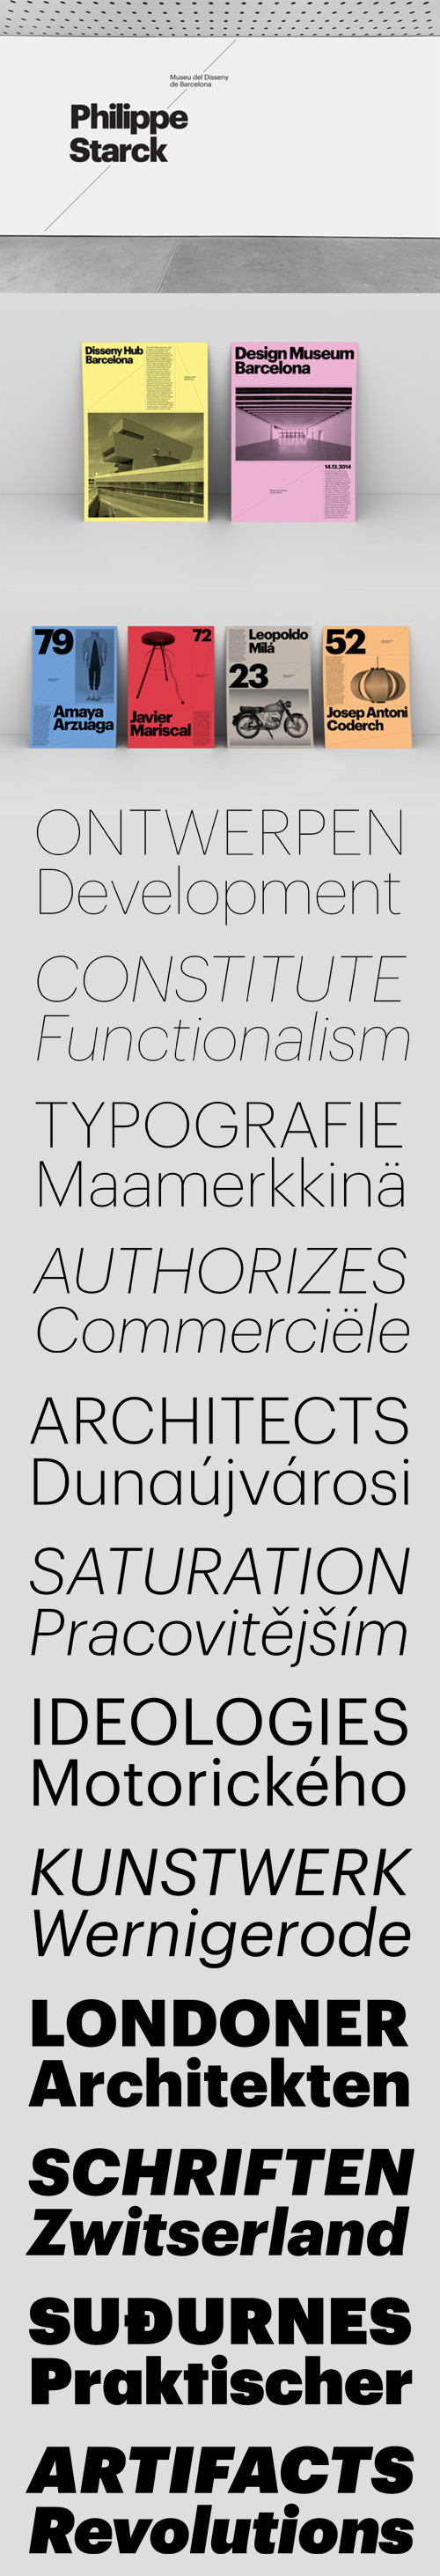 Museu del Disseny
de Barcelona
Philippe
Starck
Disseny Hub
Barcelona
Design Museum
Barcelona
14.12.2014
79
Amaya
Arzuaga
72
Javier
Mariscal
Leopoldo
Milá
23
52
Josep Antoni
Coderch
ONTWERPEN
Development
CONSTITUTE
Functionalism
TYPOGRAFIE
Maamerkkinä
AUTHORIZES
Commerciële
ARCHITECTS
Dunaújvárosi
SATURATION
Pracovitějším
IDEOLOGIES
Motorického
KUNSTWERK
Wernigerode
LONDONER
Architekten
SCHRIFTEN
Zwitserland
SUÐURNES
Praktischer
ARTIFACTS
Revolutions